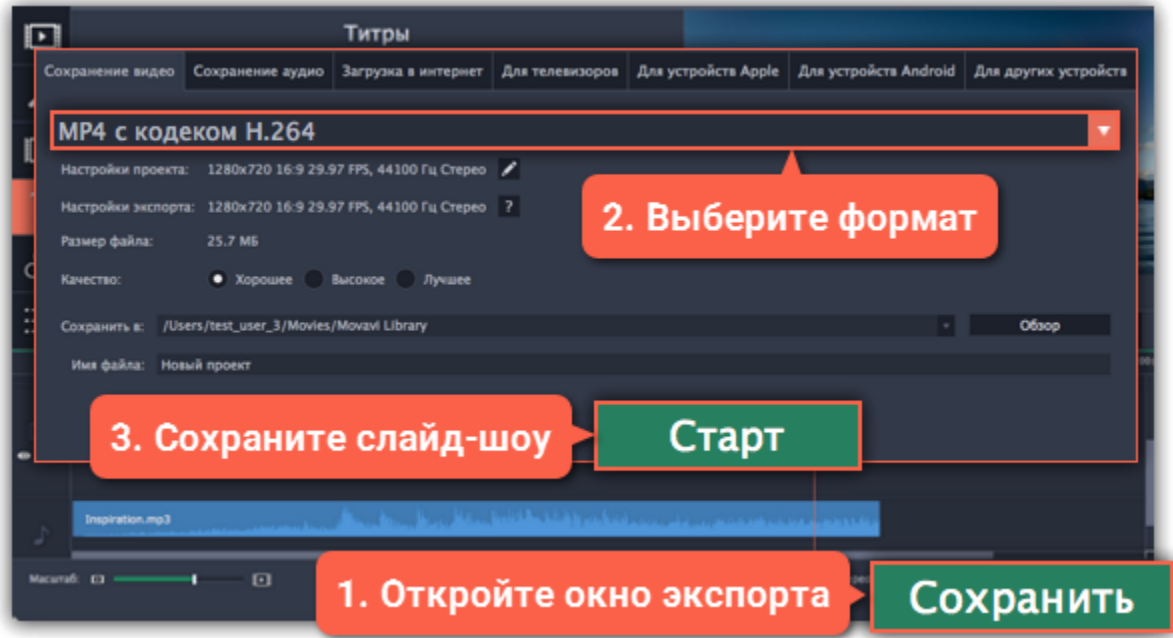 Титры
Сохранение видео Сохранение аудио Загрузка в интернет Для телевизоров Для устройств Apple Для устройств Android Для других устройств
MP4 с кодеком H.264
Настройки проекта: 1280x720 16:9 29.97 FPS, 44100 Гц Стерео
Настройки экспорта: 1280x720 16:9 29.97 FPS, 44100 Гц Стерео ?
2. Выберите формат
Размер файла: 25.7 МБ
Качество: Хорошее Высокое Лучшее
Сохранить в: /Users/test_user_3/Movies/Movavi Library Обзор
Имя файла: Новый проект
3. Сохраните слайд-шоу Старт
Inspiration.mp3
Масштаб:
1. Откройте окно экспорта Сохранить